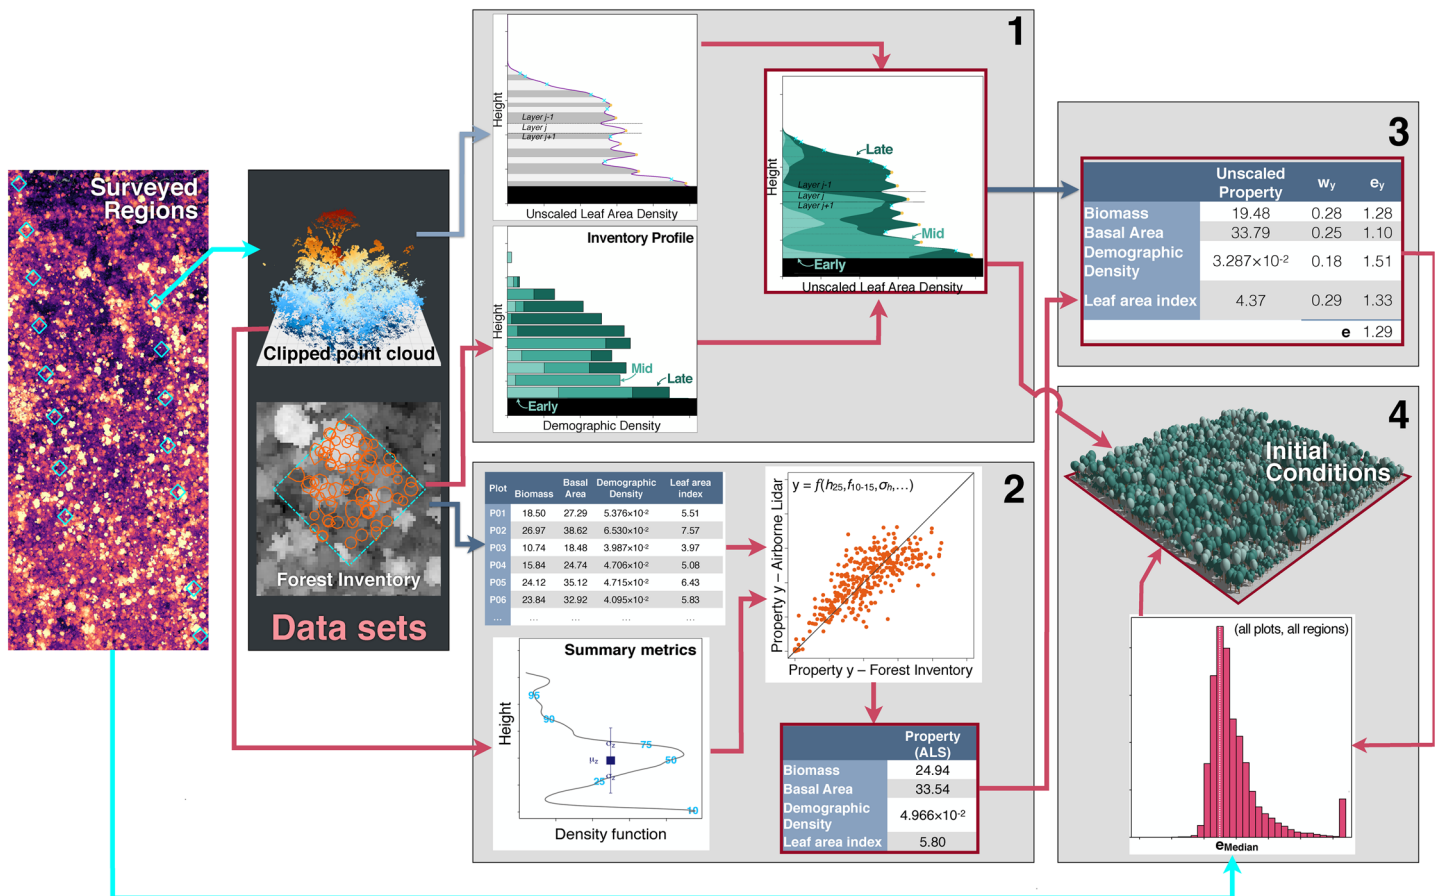 Surveyed
Regions
Clipped point cloud
Forest Inventory
Data sets
1
Height
Layer j-1
Layer j
Layer j+1
Unscaled Leaf Area Density
Inventory Profile
Height
Mid
Late
Early
Demographic Density
Height
Late
Layer j-1
Layer j
Layer j+1
Mid
Early
Unscaled Leaf Area Density
2
Plot Biomass Basal Area Demographic Density Leaf area index
P01 18.50 27.29 5.376×10-2 5.51
P02 26.97 38.62 6.530×10-2 7.57
P03 10.74 18.48 3.987×10-2 3.97
P04 15.84 24.74 4.706×10-2 5.08
P05 24.12 35.12 4.715×10-2 6.43
P06 23.84 32.92 4.095×10-2 5.83
... ... ... ... ...
Summary metrics
Height
95
90
σz
75
μz
50
σz
25
10
Density function
y = f(h25,f10-15,σh,...)
Property y – Airborne Lidar
Property y – Forest Inventory
Property
(ALS)
Biomass 24.94
Basal Area 33.54
Demographic Density 4.966×10-2
Leaf area index 5.80
3
Unscaled Property wy ey
Biomass 19.48 0.28 1.28
Basal Area 33.79 0.25 1.10
Demographic Density 3.287×10-2 0.18 1.51
Leaf area index 4.37 0.29 1.33
e 1.29
4
Initial
Conditions
(all plots, all regions)
eMedian